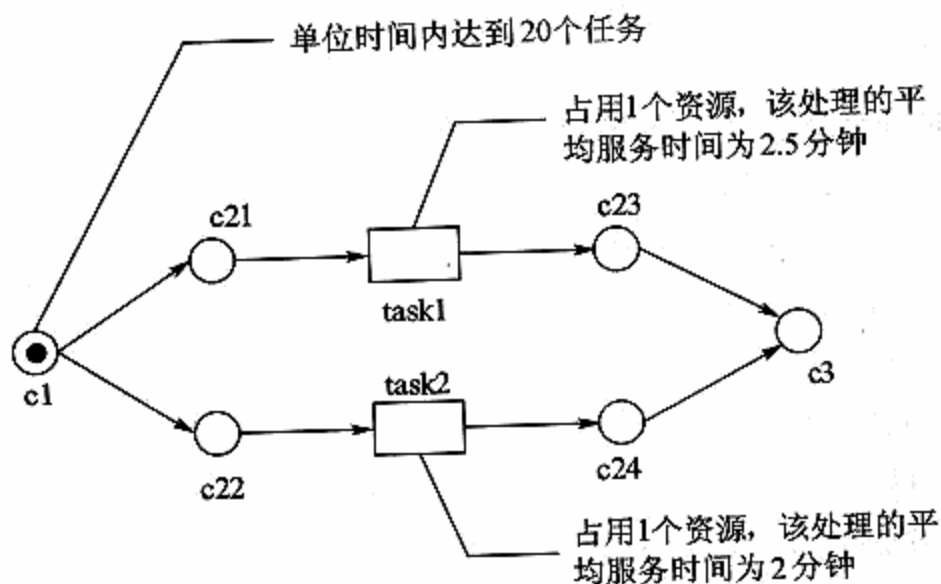 单位时间内达到20个任务
占用1个资源，该处理的平
均服务时间为2.5分钟
c21
c23
task1
c1
c3
task2
c22
c24
占用1个资源，该处理的平
均服务时间为2分钟